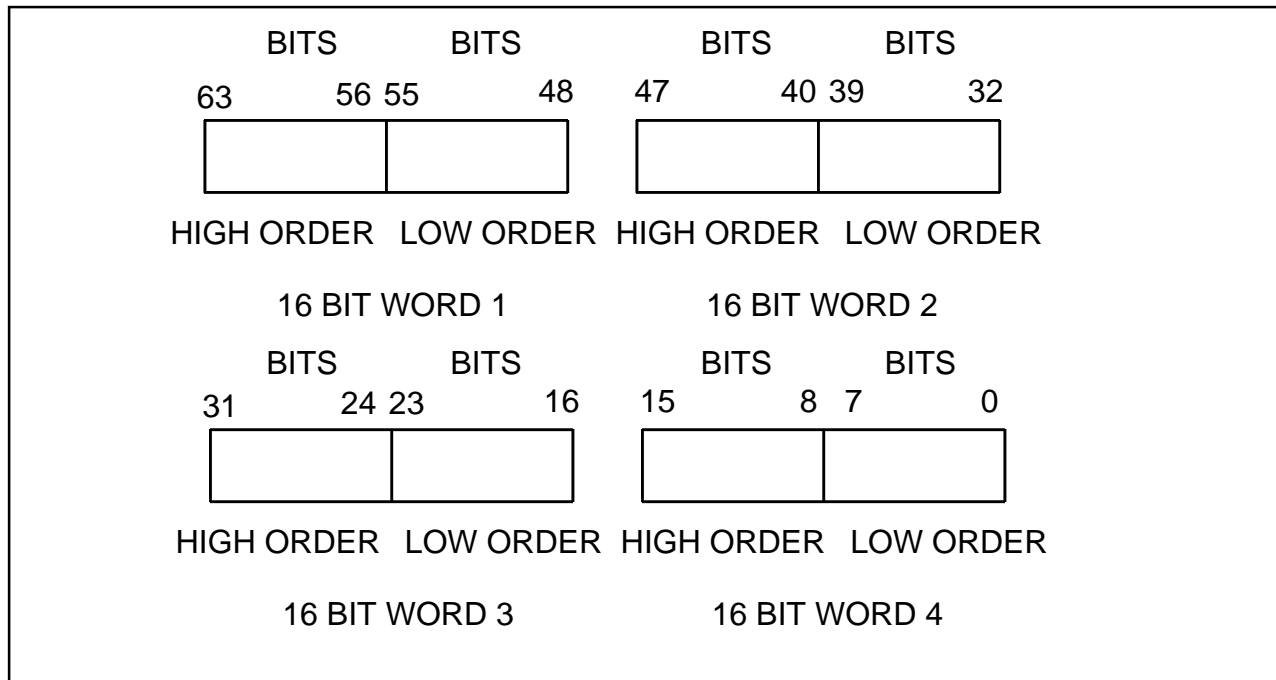 BITS BITS BITS BITS
63 56 55 48 47 40 39 32
HIGH ORDER LOW ORDER HIGH ORDER LOW ORDER
16 BIT WORD 1 16 BIT WORD 2
BITS BITS BITS BITS
31 24 23 16 15 8 7 0
HIGH ORDER LOW ORDER HIGH ORDER LOW ORDER
16 BIT WORD 3 16 BIT WORD 4